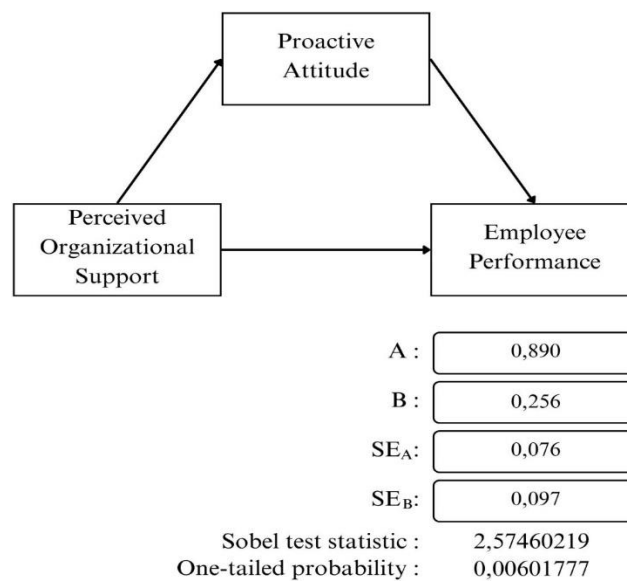 Proactive
Attitude
Perceived
Organizational
Support
Employee
Performance
A : 0,890
B : 0,256
SEA: 0,076
SEB: 0,097
Sobel test statistic : 2,57460219
One-tailed probability : 0,00601777